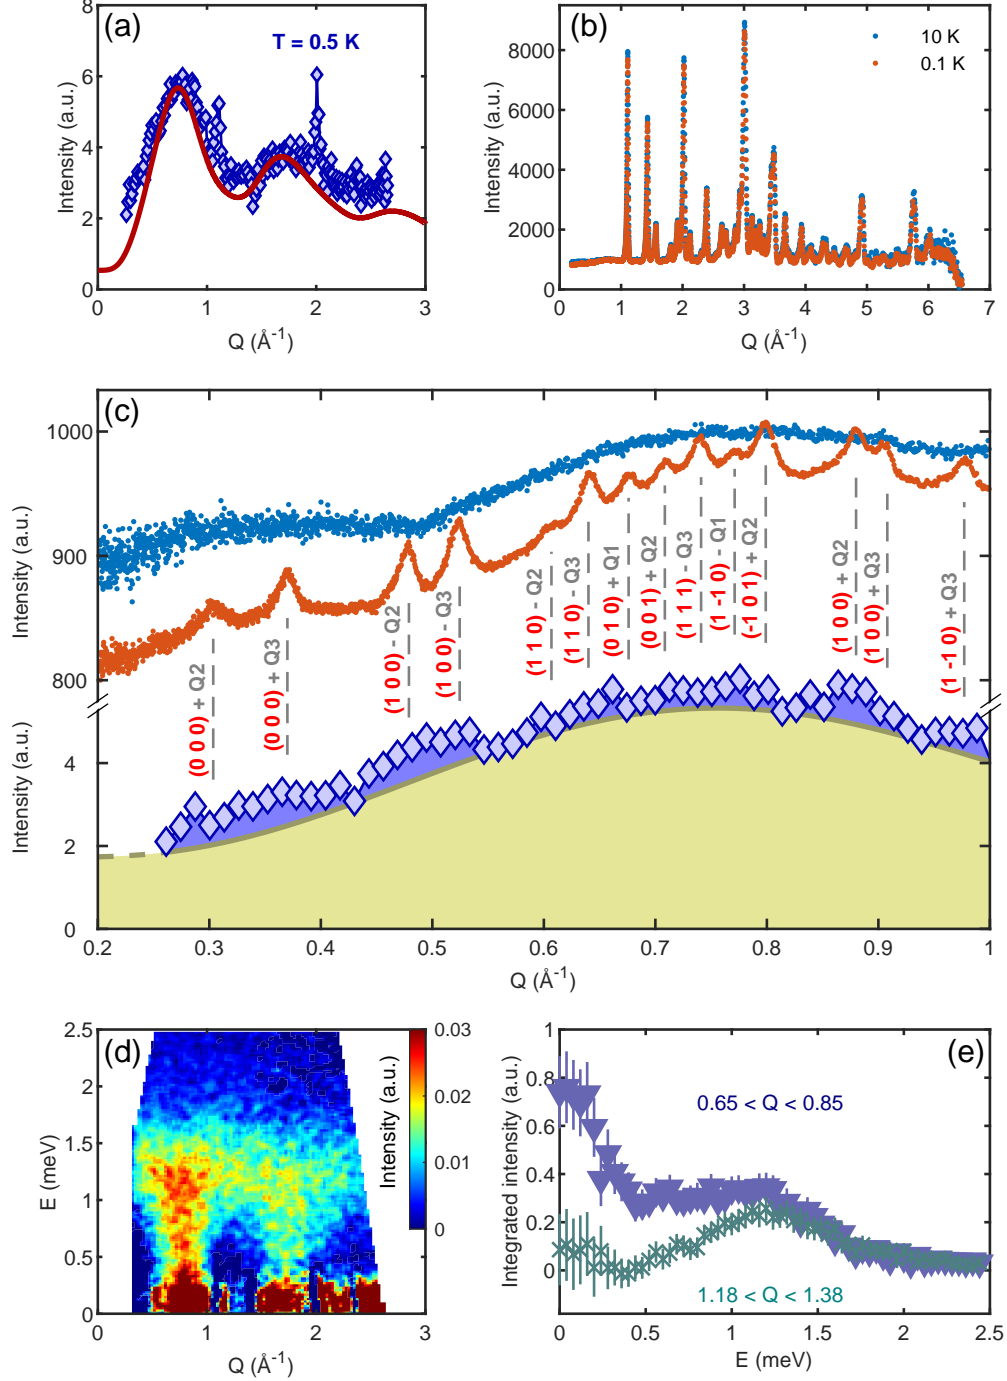 (a)
T = 0.5 K
Intensity (a.u.)
8
6
4
2
0
0 1 2 3
Q (Å⁻¹)
(b)
10 K
0.1 K
Intensity (a.u.)
8000
6000
4000
2000
0
0 1 2 3 4 5 6 7
Q (Å⁻¹)
(c)
Intensity (a.u.)
1000
900
800
Intensity (a.u.)
4
2
0
(0 0 0) + Q2
(0 0 0) + Q3
(1 0 0) - Q2
(1 0 0) - Q3
(1 1 0) - Q2
(1 1 0) - Q3
(0 1 0) + Q1
(0 0 1) + Q2
(1 1 1) - Q3
(1 -1 0) - Q1
(-1 0 1) + Q2
(1 0 0) + Q2
(1 0 0) + Q3
(1 -1 0) + Q3
0.2 0.3 0.4 0.5 0.6 0.7 0.8 0.9 1
Q (Å⁻¹)
(d)
E (meV)
2.5
2
1.5
1
0.5
0
0 1 2 3
Q (Å⁻¹)
Intensity (a.u.)
0.03
0.02
0.01
0
(e)
Integrated intensity (a.u.)
1
0.8
0.6
0.4
0.2
0
0.65 < Q < 0.85
1.18 < Q < 1.38
0 0.5 1 1.5 2 2.5
E (meV)